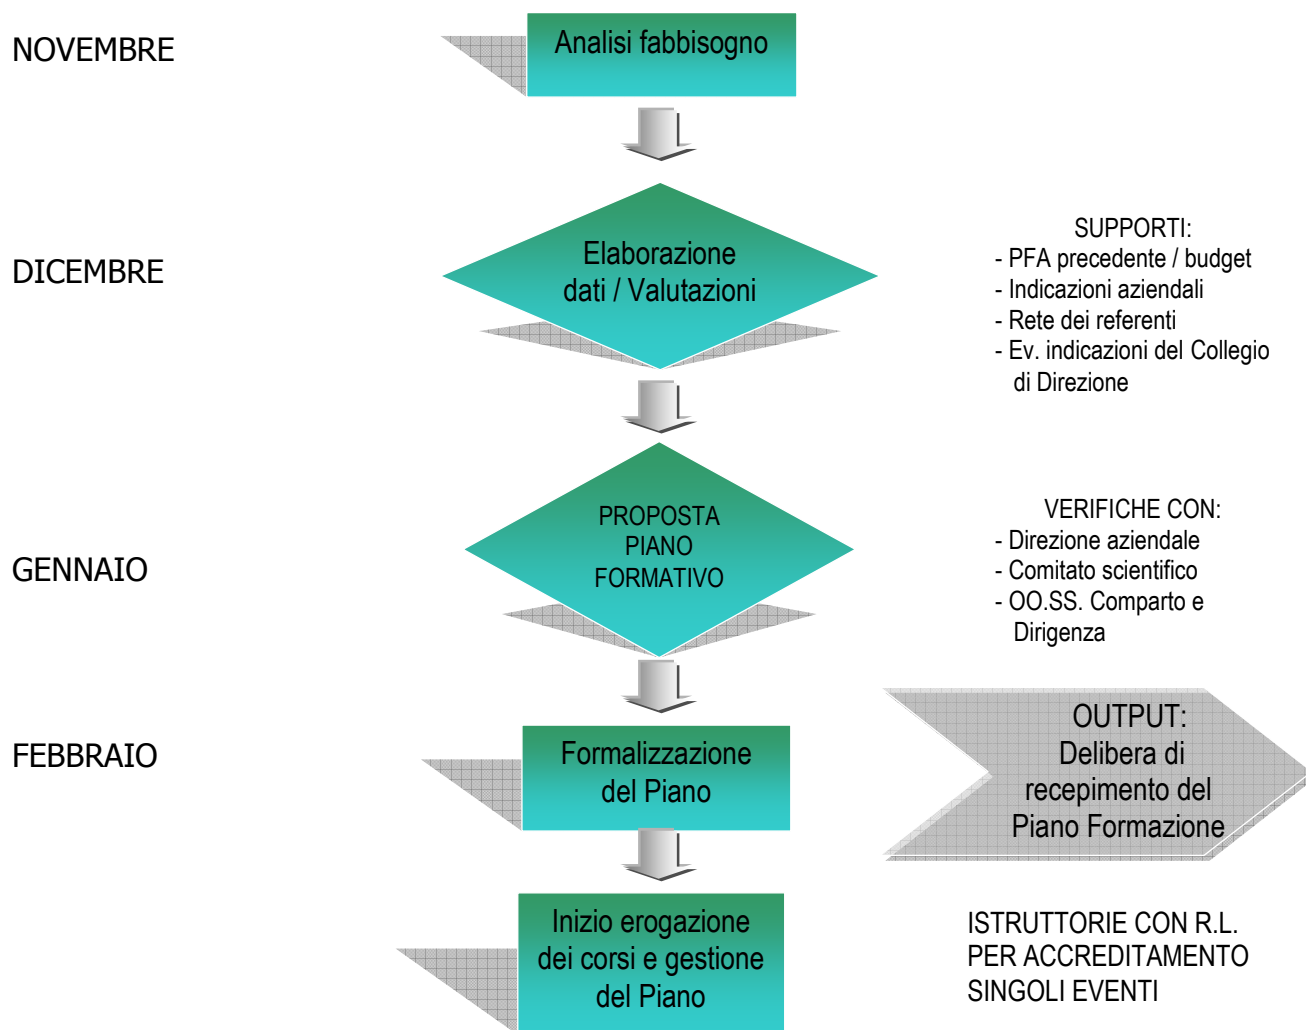 NOVEMBRE
Analisi fabbisogno
DICEMBRE
Elaborazione
dati / Valutazioni
SUPPORTI:
- PFA precedente / budget
- Indicazioni aziendali
- Rete dei referenti
- Ev. indicazioni del Collegio
di Direzione
GENNAIO
PROPOSTA
PIANO
FORMATIVO
VERIFICHE CON:
- Direzione aziendale
- Comitato scientifico
- OO.SS. Comparto e
Dirigenza
FEBBRAIO
Formalizzazione
del Piano
OUTPUT:
Delibera di
recepimento del
Piano Formazione
Inizio erogazione
dei corsi e gestione
del Piano
ISTRUTTORIE CON R.L.
PER ACCREDITAMENTO
SINGOLI EVENTI